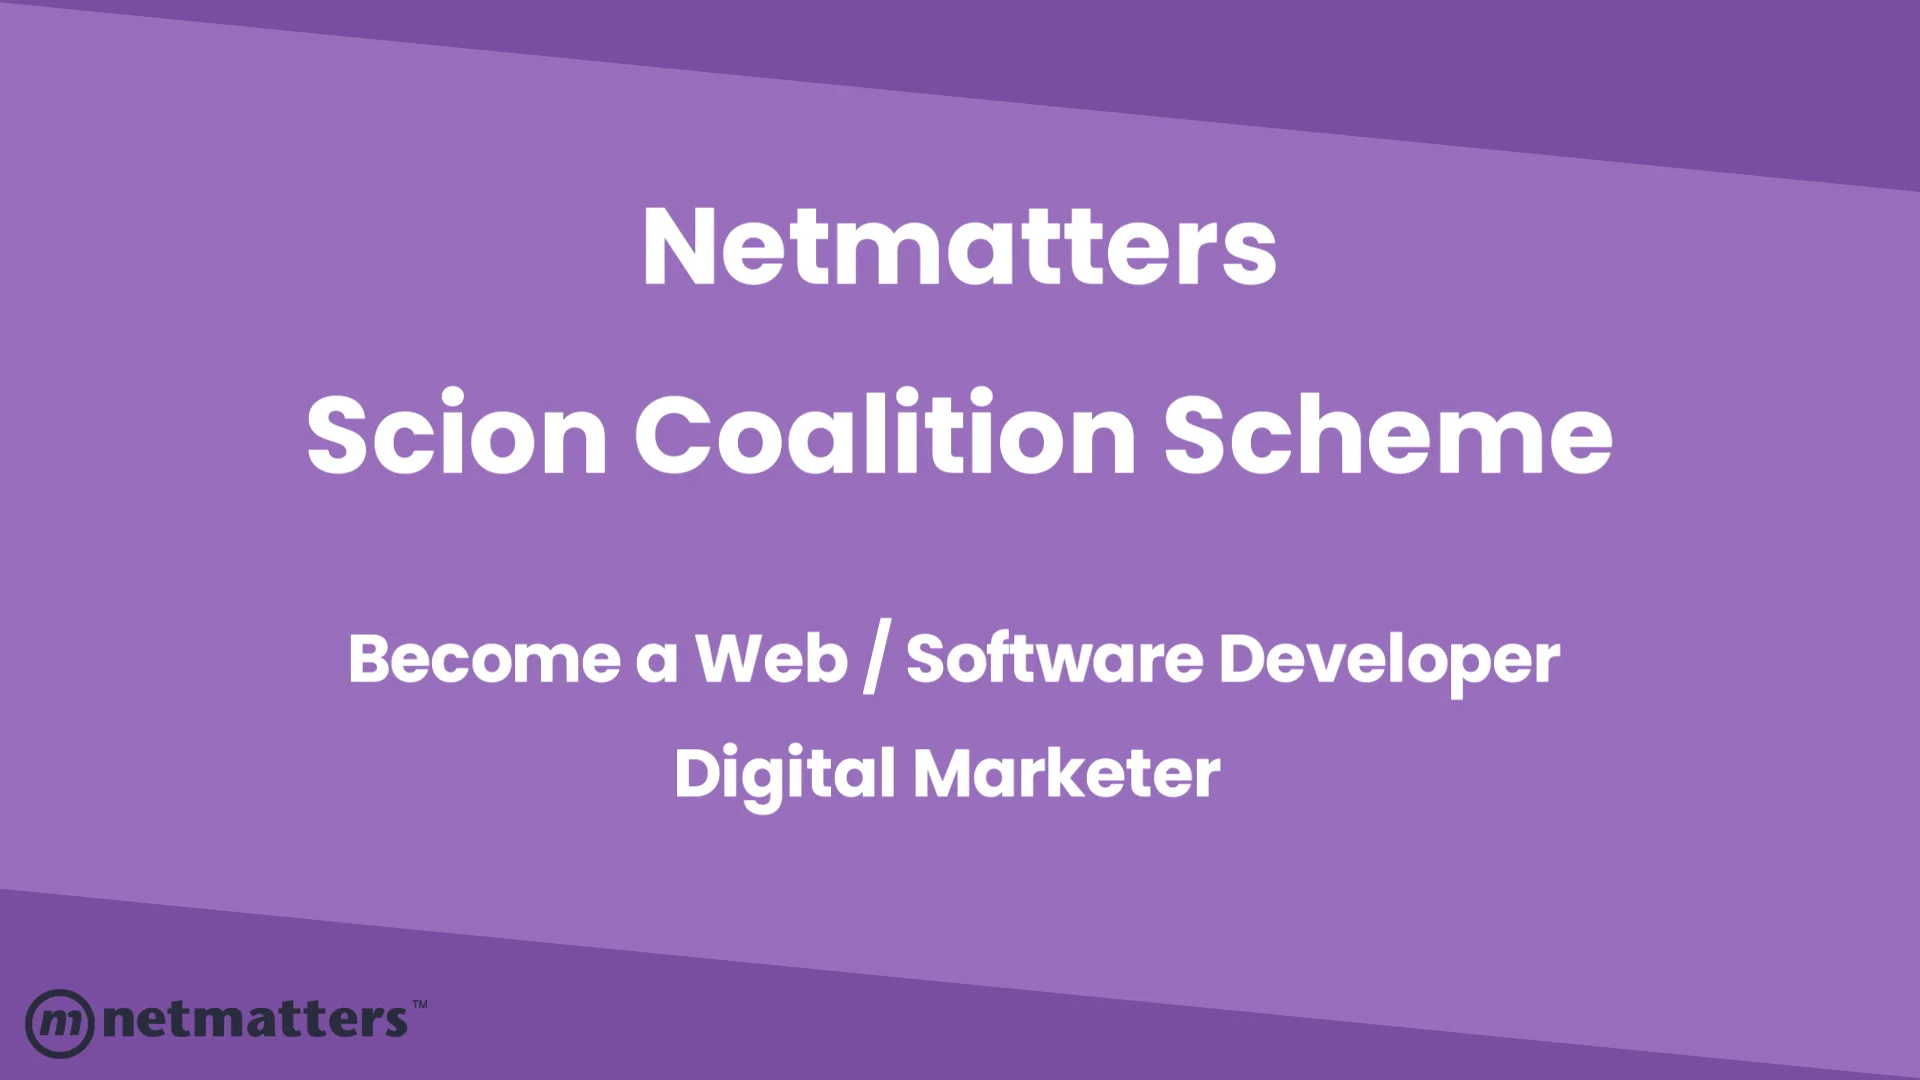 Netmatters
Scion Coalition Scheme
Become a Web / Software Developer
Digital Marketer
m netmatters™